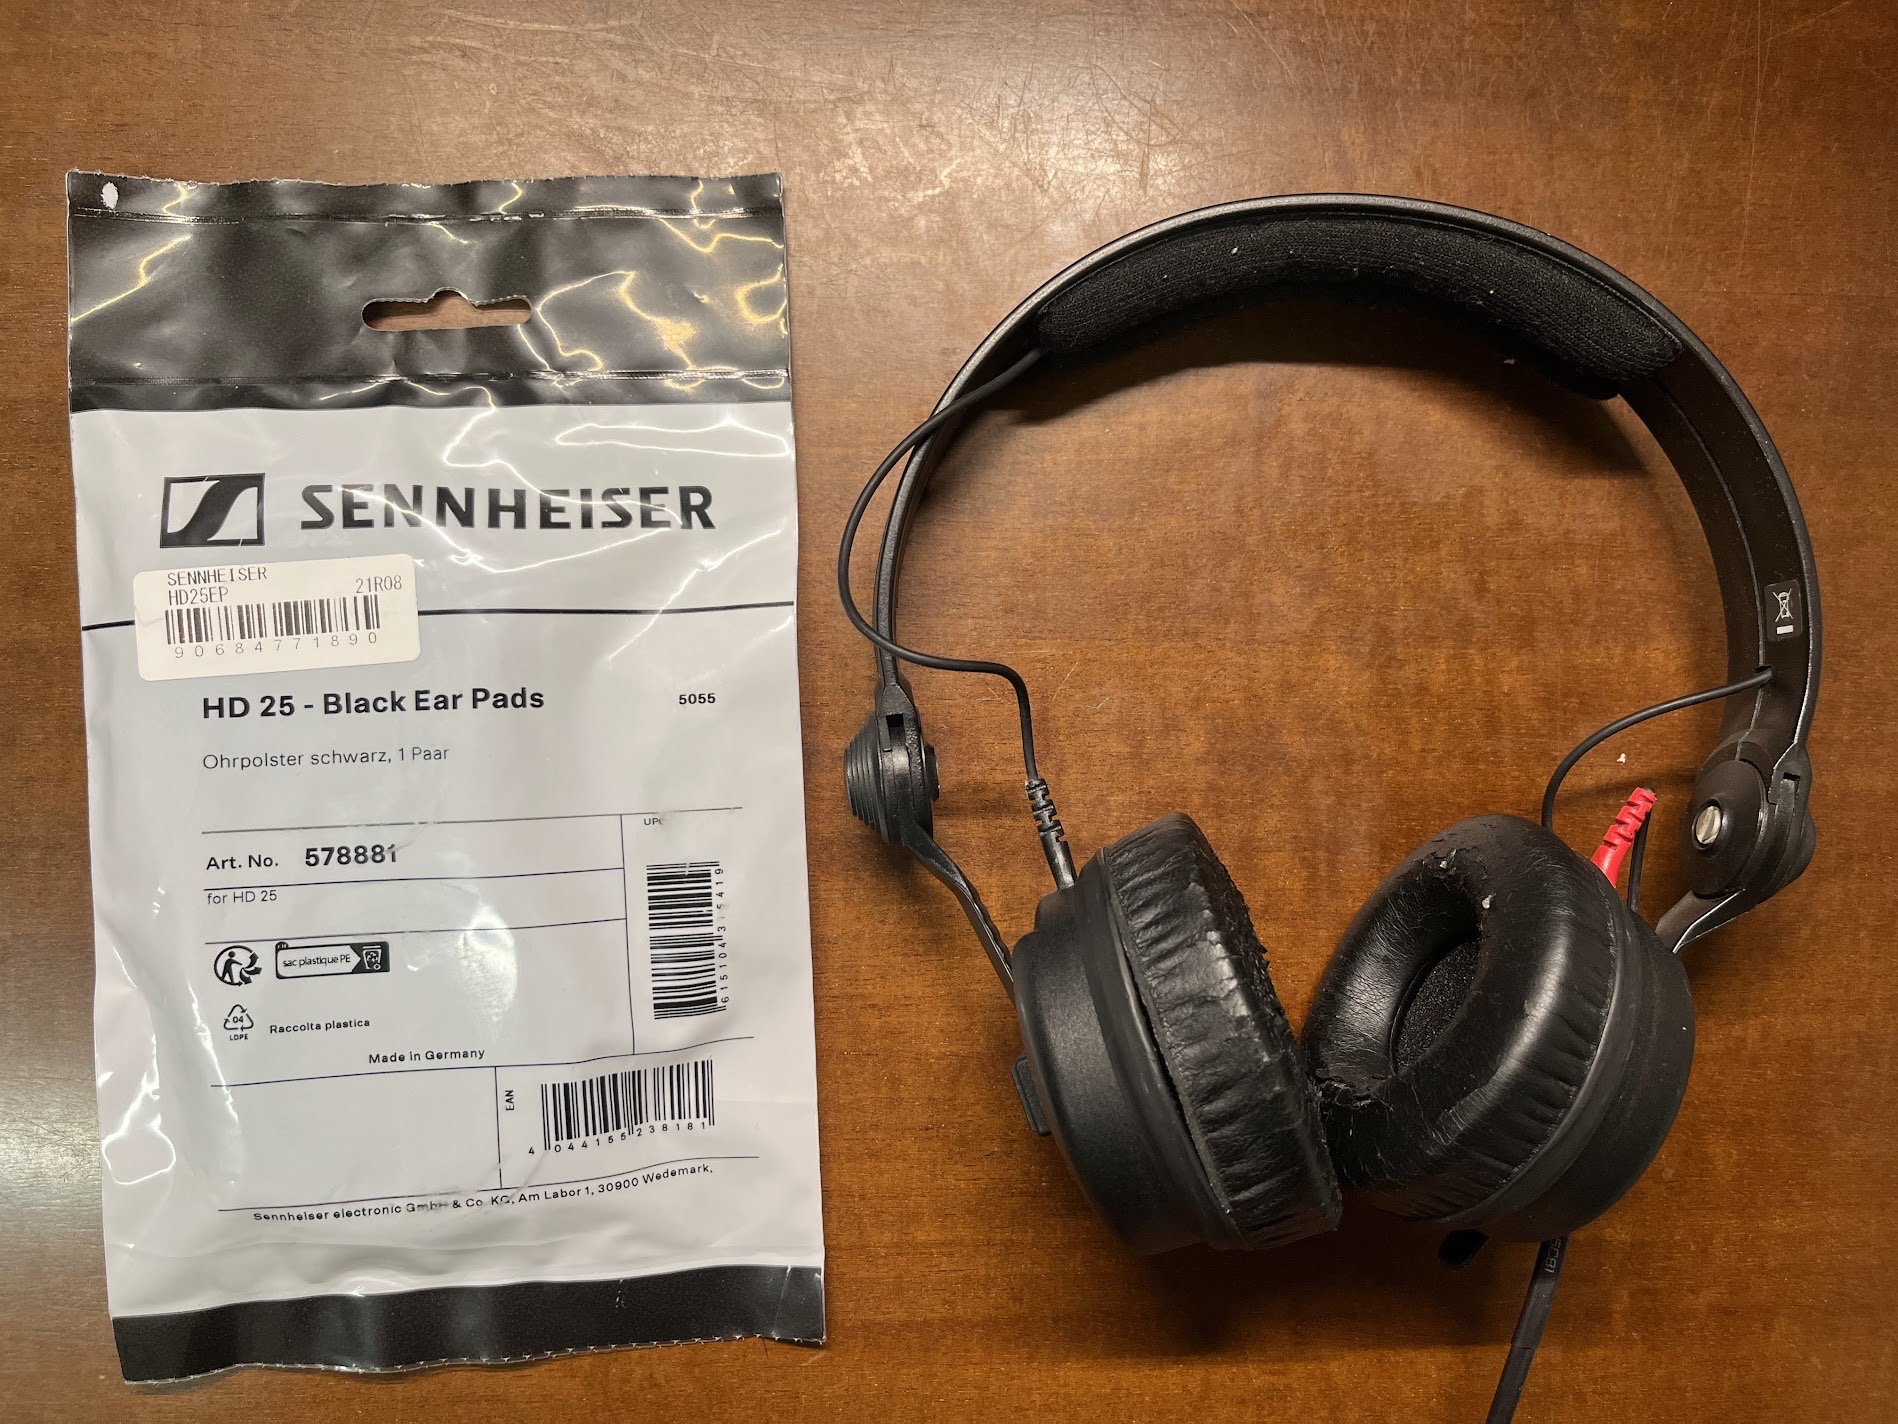 SENNHEISER
SENNHEISER
HD25EP 21R08
90684771890
HD 25 - Black Ear Pads 5055
Ohrpolster schwarz, 1 Paar
Art. No. 578881
for HD 25
FR
sac plastique PE
04
LDPE
Raccolta plastica
Made in Germany
EAN
4 044155 238181
Sennheiser electronic GmbH & Co. KG, Am Labor 1, 30900 Wedemark,